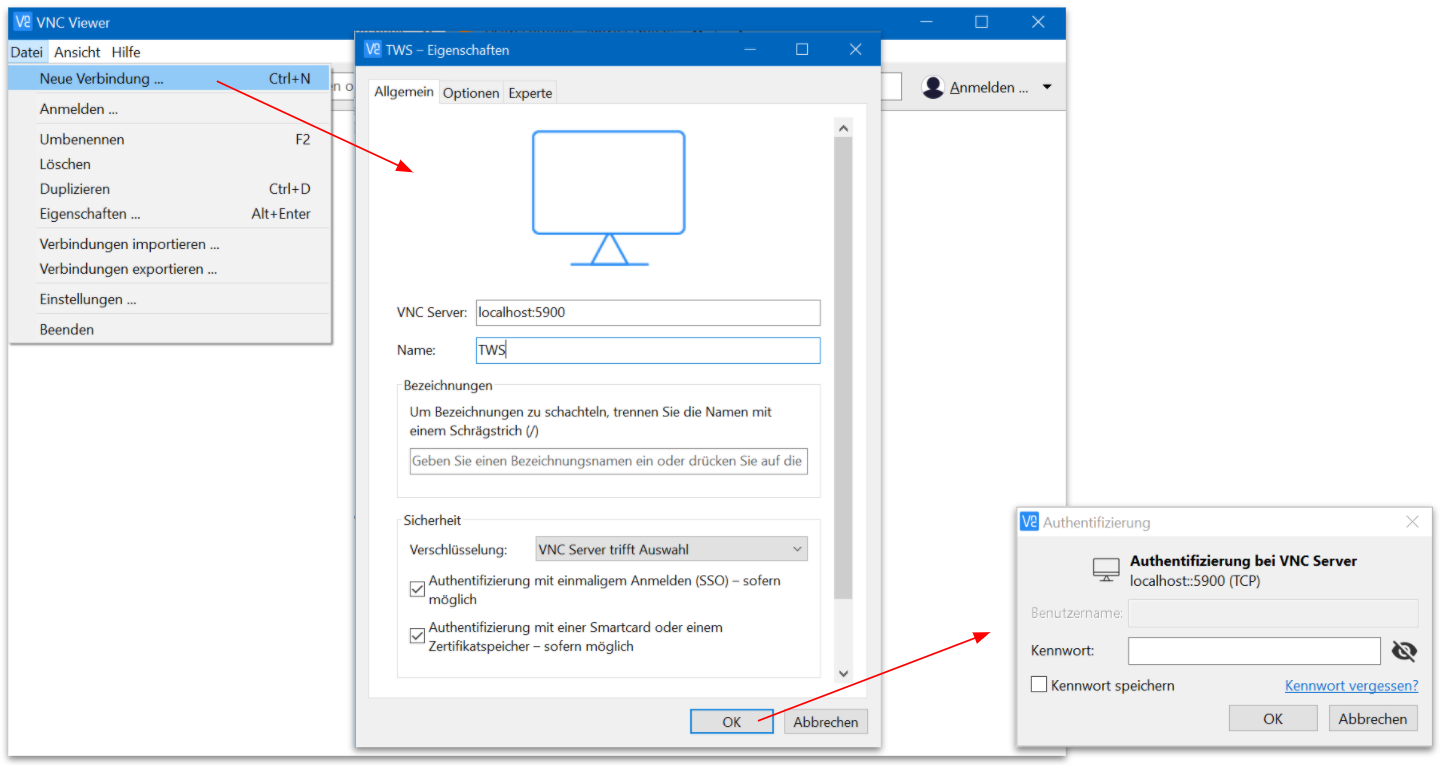 VNC Viewer
Datei Ansicht Hilfe
Neue Verbindung ... Ctrl+N
Anmelden ...
Umbenennen F2
Löschen
Duplizieren Ctrl+D
Eigenschaften ... Alt+Enter
Verbindungen importieren ...
Verbindungen exportieren ...
Einstellungen ...
Beenden
Anmelden ...
TWS – Eigenschaften
Allgemein Optionen Experte
VNC Server: localhost:5900
Name: TWS
Bezeichnungen
Um Bezeichnungen zu schachteln, trennen Sie die Namen mit
einem Schrägstrich (/)
Geben Sie einen Bezeichnungsnamen ein oder drücken Sie auf die
Sicherheit
Verschlüsselung: VNC Server trifft Auswahl
Authentifizierung mit einmaligem Anmelden (SSO) – sofern
möglich
Authentifizierung mit einer Smartcard oder einem
Zertifikatspeicher – sofern möglich
OK Abbrechen
Authentifizierung
Authentifizierung bei VNC Server
localhost::5900 (TCP)
Benutzername:
Kennwort:
Kennwort speichern Kennwort vergessen?
OK Abbrechen